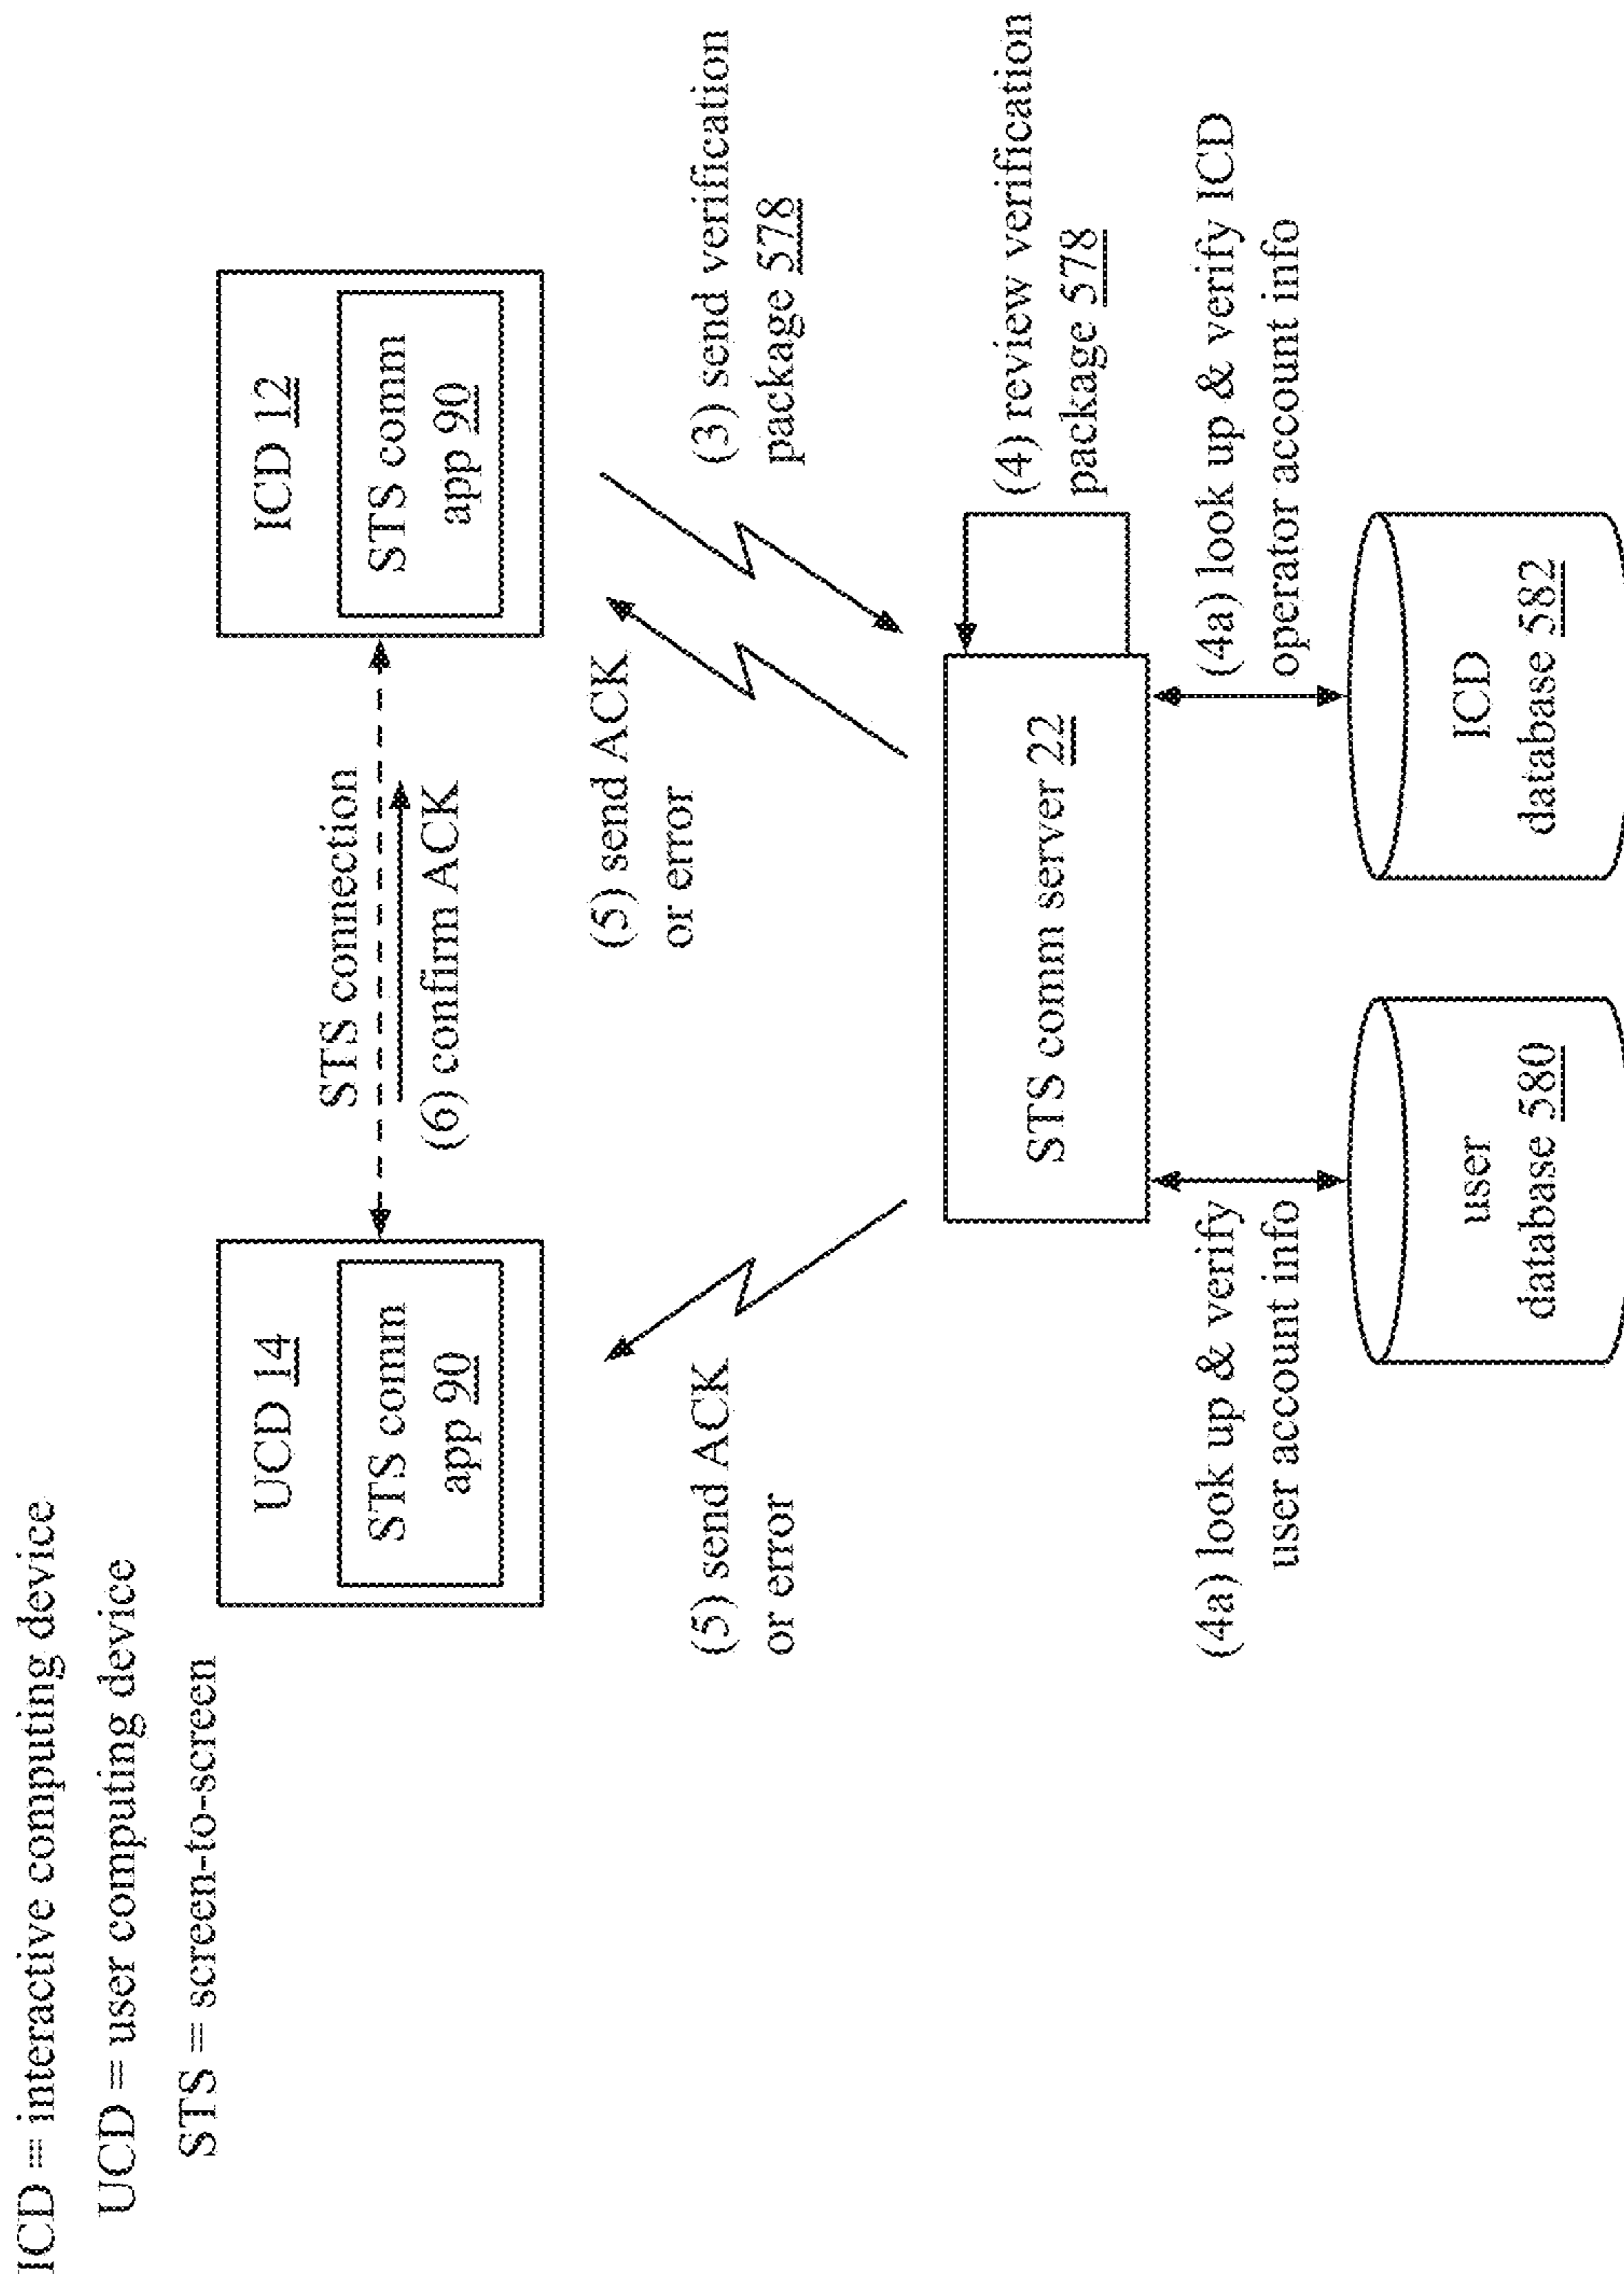 ICD = interactive computing device
UCD = user computing device
STS = screen-to-screen
UCD 14
STS comm
app 90
STS connection
(6) confirm ACK
ICD 12
STS comm
app 90
(5) send ACK
or error
(5) send ACK
or error
(3) send verification
package 578
STS comm server 22
(4) review verification
package 578
(4a) look up & verify
user account info
(4a) look up & verify ICD
operator account info
user
database 580
ICD
database 582